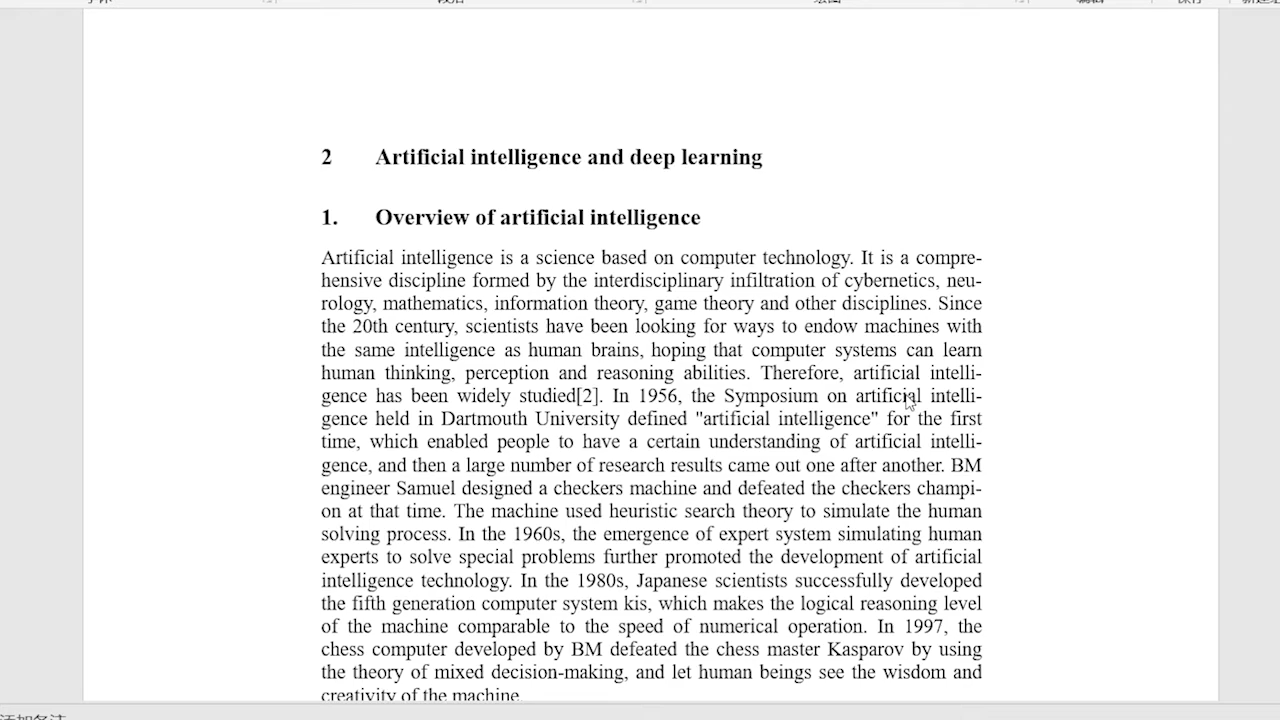 2 Artificial intelligence and deep learning
1. Overview of artificial intelligence
Artificial intelligence is a science based on computer technology. It is a compre-
hensive discipline formed by the interdisciplinary infiltration of cybernetics, neu-
rology, mathematics, information theory, game theory and other disciplines. Since
the 20th century, scientists have been looking for ways to endow machines with
the same intelligence as human brains, hoping that computer systems can learn
human thinking, perception and reasoning abilities. Therefore, artificial intelli-
gence has been widely studied[2]. In 1956, the Symposium on artificial intelli-
gence held in Dartmouth University defined "artificial intelligence" for the first
time, which enabled people to have a certain understanding of artificial intelli-
gence, and then a large number of research results came out one after another. BM
engineer Samuel designed a checkers machine and defeated the checkers champi-
on at that time. The machine used heuristic search theory to simulate the human
solving process. In the 1960s, the emergence of expert system simulating human
experts to solve special problems further promoted the development of artificial
intelligence technology. In the 1980s, Japanese scientists successfully developed
the fifth generation computer system kis, which makes the logical reasoning level
of the machine comparable to the speed of numerical operation. In 1997, the
chess computer developed by BM defeated the chess master Kasparov by using
the theory of mixed decision-making, and let human beings see the wisdom and
creativity of the machine